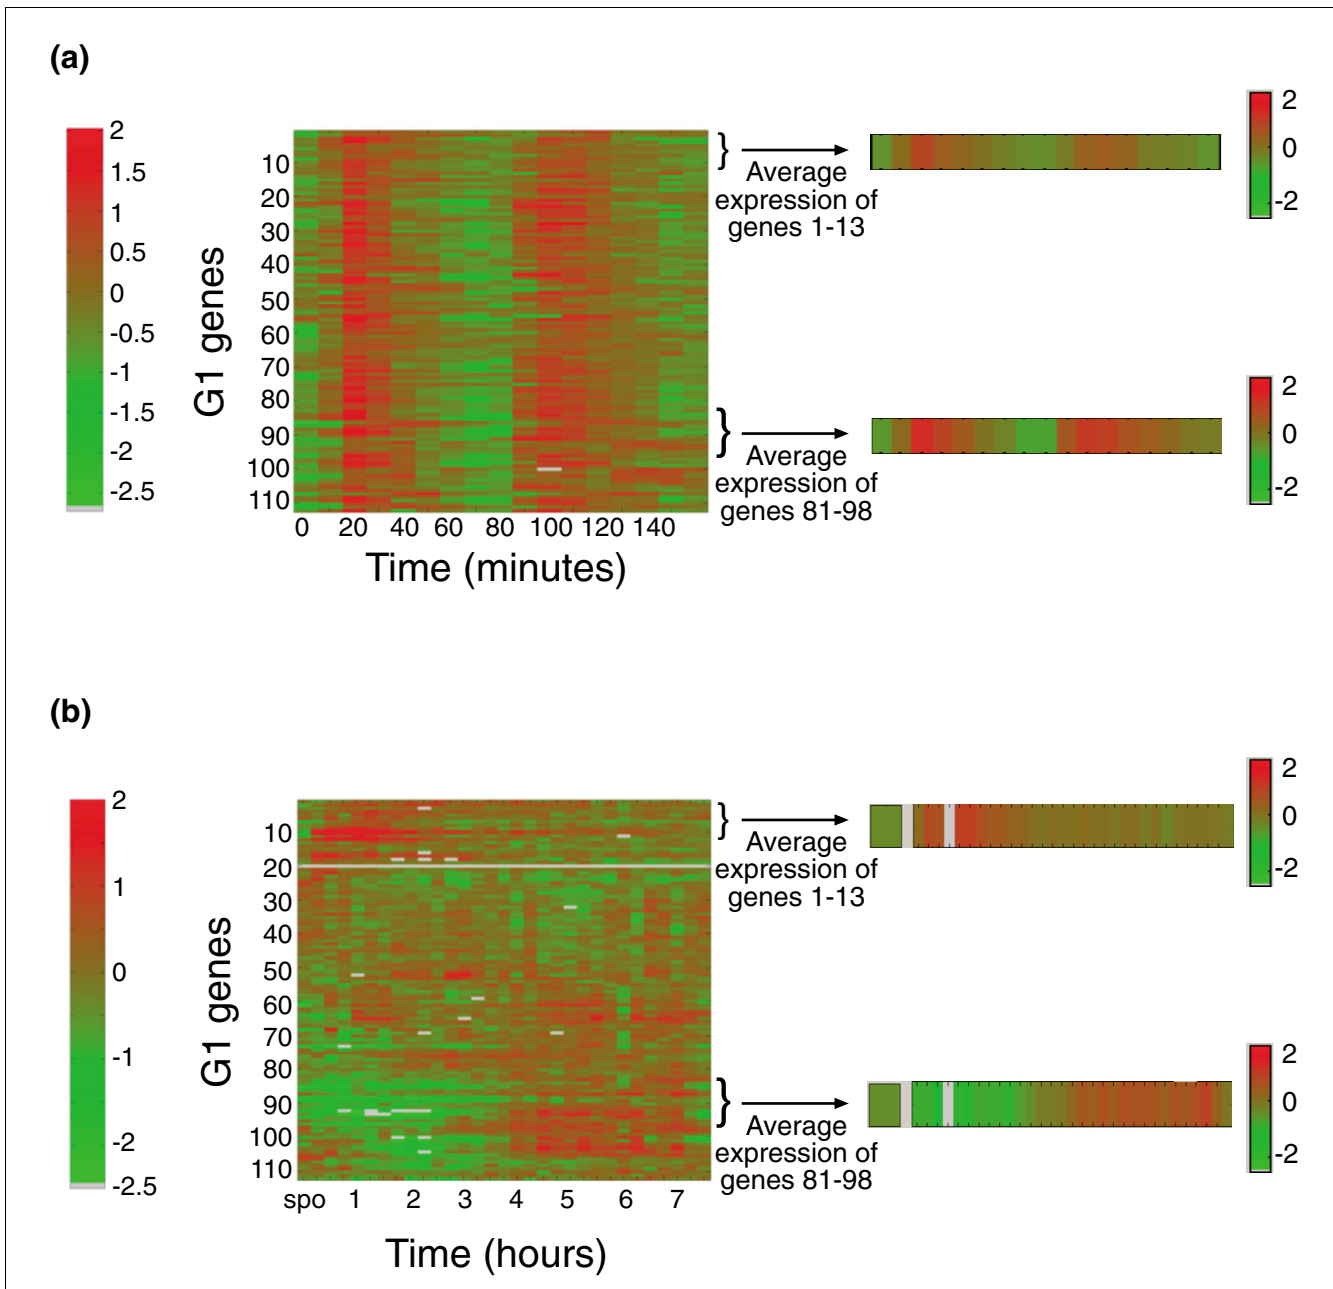 (a)
2
1.5
1
0.5
0
-0.5
-1
-1.5
-2
-2.5
G1 genes
10
20
30
40
50
60
70
80
90
100
110
0 20 40 60 80 100 120 140
Time (minutes)
}
Average
expression of
genes 1-13
2
0
-2
}
Average
expression of
genes 81-98
2
0
-2
(b)
2
1
0
-1
-2
-2.5
G1 genes
10
20
30
40
50
60
70
80
90
100
110
spo 1 2 3 4 5 6 7
Time (hours)
}
Average
expression of
genes 1-13
2
0
-2
}
Average
expression of
genes 81-98
2
0
-2